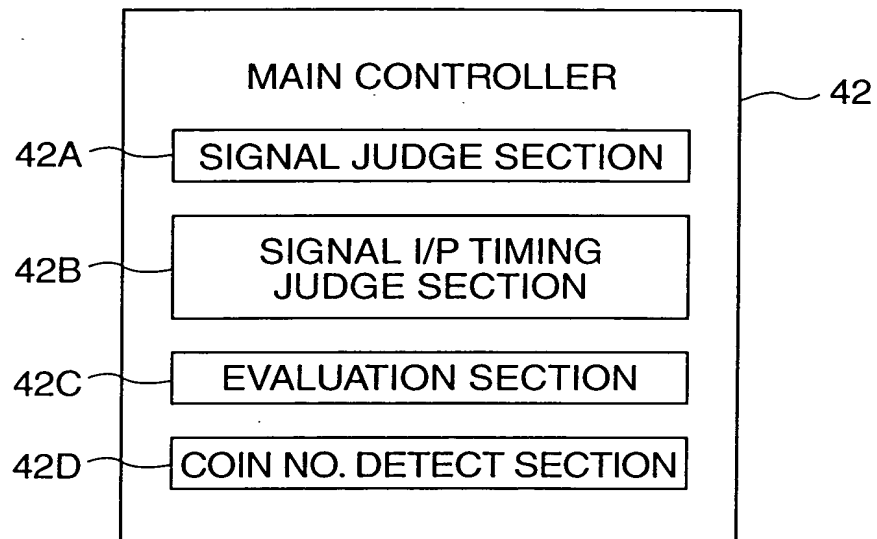 MAIN CONTROLLER
42
42A
SIGNAL JUDGE SECTION
42B
SIGNAL I/P TIMING
JUDGE SECTION
42C
EVALUATION SECTION
42D
COIN NO. DETECT SECTION